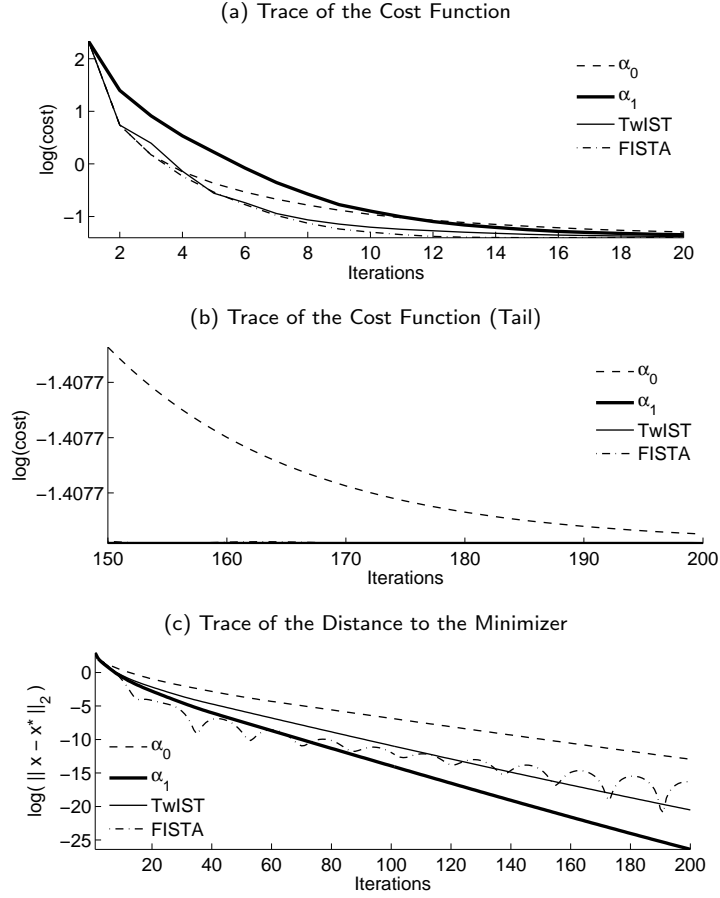 (a) Trace of the Cost Function
2
1
0
−1
log(cost)
α0
α1
TwIST
FISTA
2 4 6 8 10 12 14 16 18 20
Iterations
(b) Trace of the Cost Function (Tail)
−1.4077
−1.4077
−1.4077
log(cost)
α0
α1
TwIST
FISTA
150 160 170 180 190 200
Iterations
(c) Trace of the Distance to the Minimizer
0
−5
−10
−15
−20
−25
log( || x − x* ||2 )
α0
α1
TwIST
FISTA
20 40 60 80 100 120 140 160 180 200
Iterations